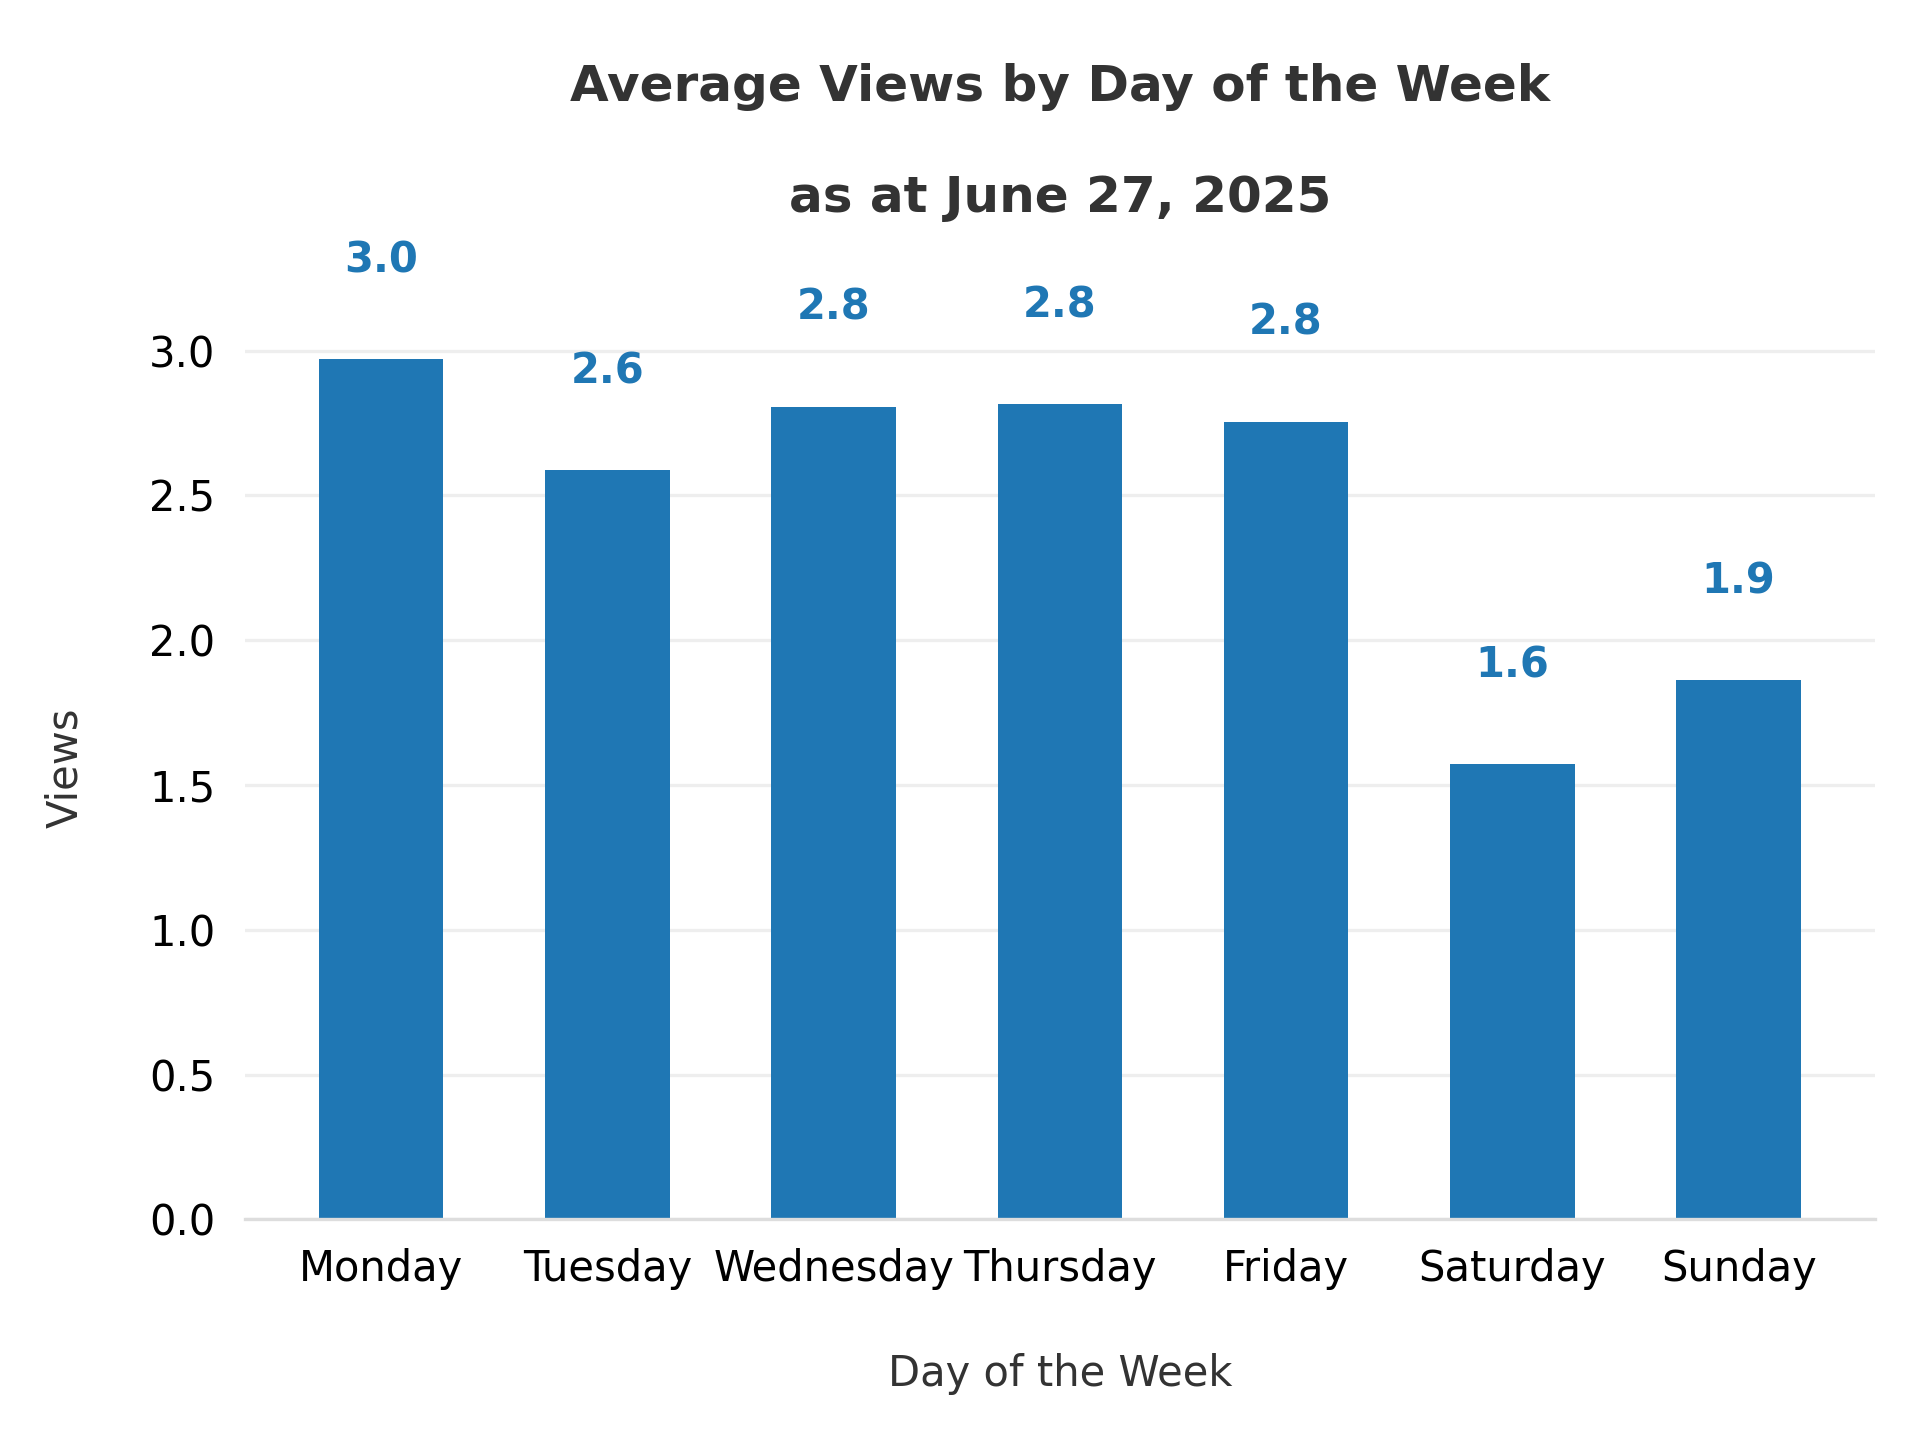 Average Views by Day of the Week
as at June 27, 2025
3.0
2.8
2.8
2.8
2.6
1.9
1.6
3.0
2.5
2.0
1.5
1.0
0.5
0.0
Views
Monday Tuesday Wednesday Thursday Friday Saturday Sunday
Day of the Week